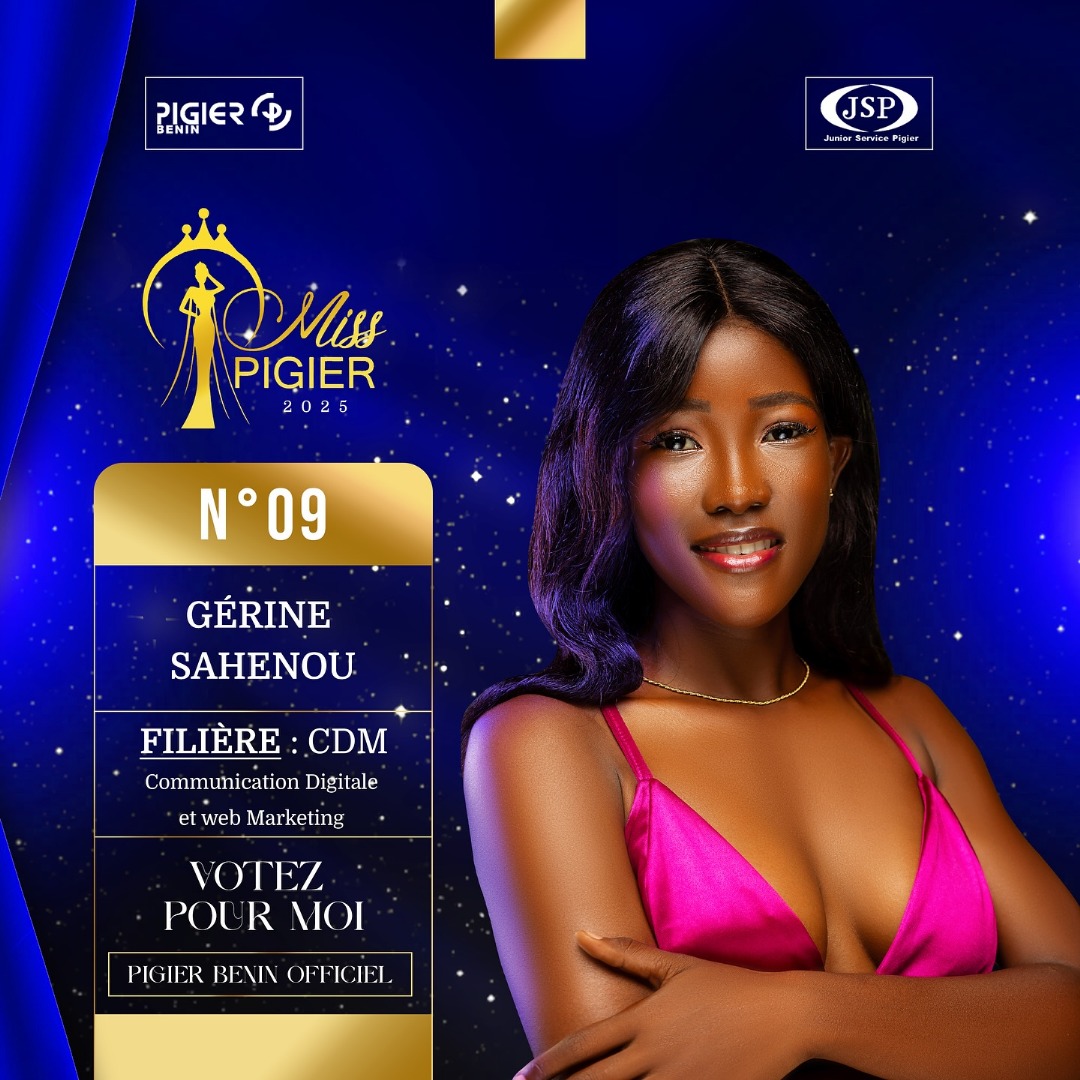 PIGIER
BENIN
JSP
Junior Service Pigier
Miss
PIGIER
2025
N°09
GÉRINE
SAHENOU
FILIÈRE : CDM
Communication Digitale
et web Marketing
VOTEZ
POUR MOI
PIGIER BENIN OFFICIEL